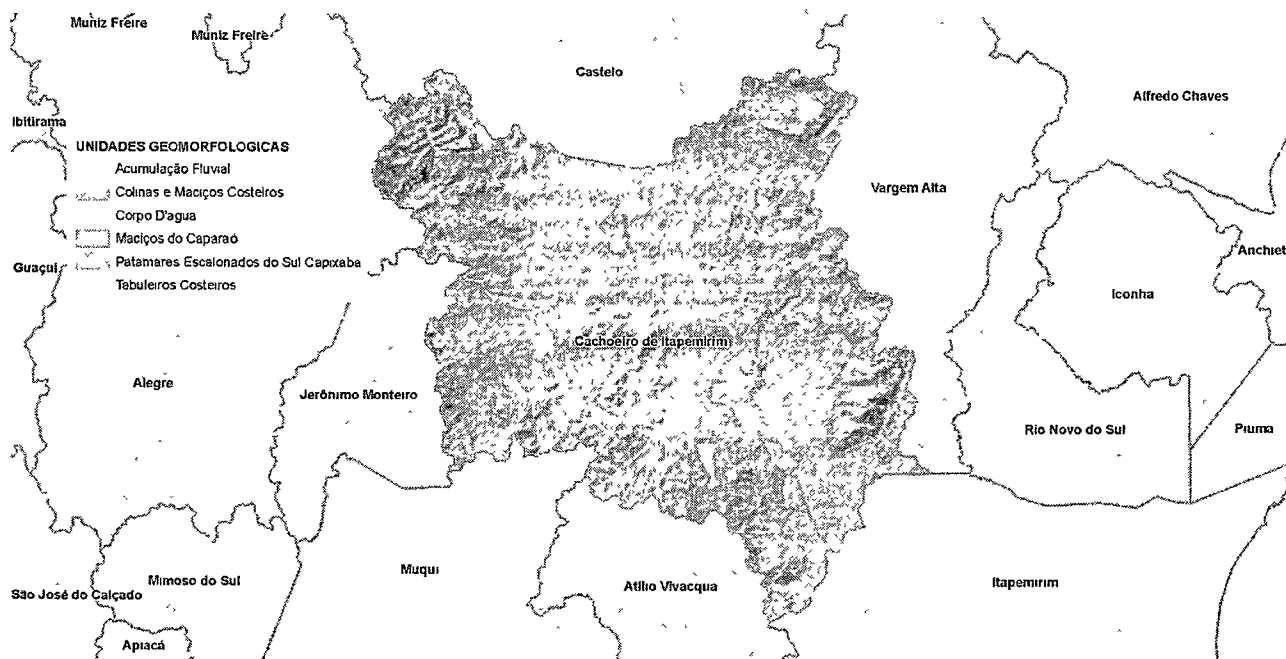 Muniz Freire
Muniz Freire
Castelo
Alfredo Chaves
Ibitirama
UNIDADES GEOMORFOLOGICAS
Acumulação Fluvial
Colinas e Maciços Costeiros
Corpo D'agua
Maciços do Caparaó
Patamares Escalonados do Sul Capixaba
Tebuleiros Costeiros
Vargem Alta
Guaçuí
Anchiet
Iconha
Cachoeiro de Itapemirim
Alegre
Jerônimo Monteiro
Rio Novo do Sul
Piuma
Muqui
Mimoso do Sul
Atilio Vivacqua
Itapemirim
São José do Calçado
Apiacá